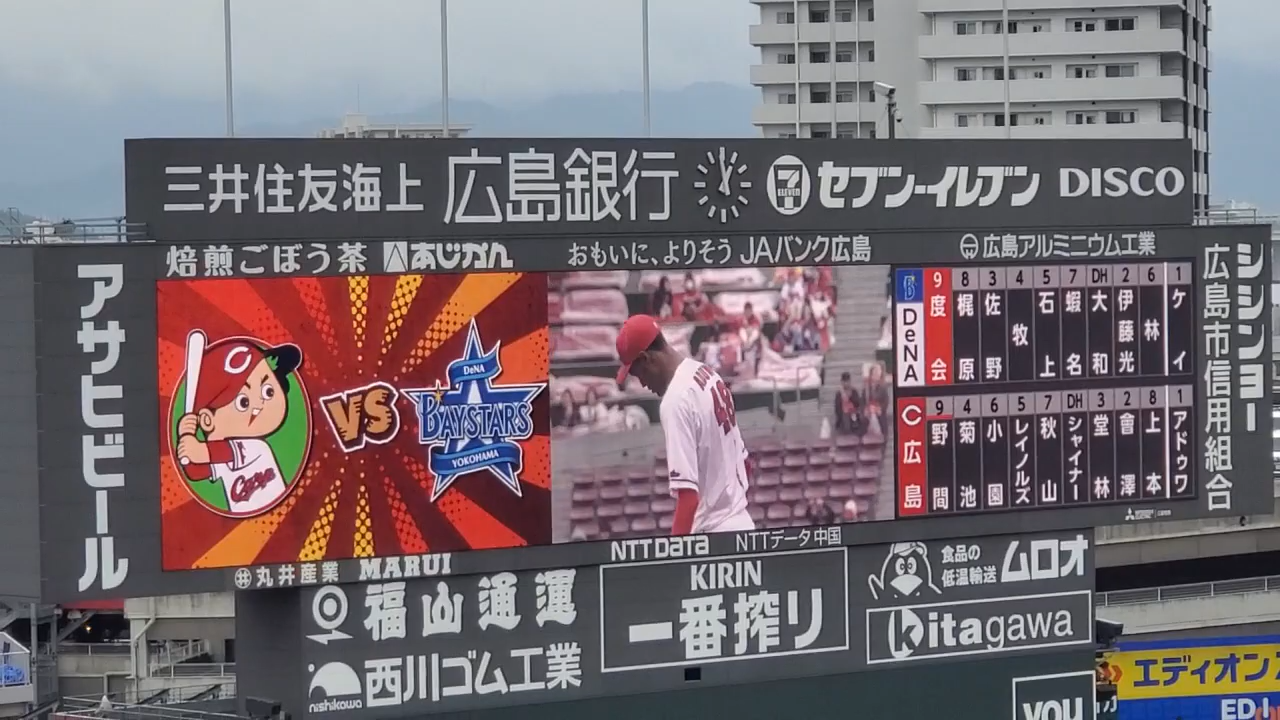 三井住友海上 広島銀行 7 ELEVEN セブン-イレブン DISCO
焙煎ごぼう茶 あじかん おもいに、よりそう JAバンク広島 広島アルミニウム工業
アサヒビール
C
Carp
VS
DeNA
BAYSTARS
YOKOHAMA
48
B DeNA
9 8 3 4 5 7 DH 2 6 1
度会 梶原 佐野 牧 石上 蝦名 大和 伊藤光 林 ケイ
C 広島
9 4 6 5 7 DH 3 2 8 1
野間 菊池 小園 レイノルズ 秋山 シャイナー 堂林 會澤 上本 アドゥワ
シシンヨー
広島市信用組合
丸井産業 MARUI
NTT DATA NTTデータ中国
福山通運
nishikawa 西川ゴム工業
KIRIN
一番搾り
食品の
低温輸送 ムロオ
kitagawa
YOU
エディオン
EDI